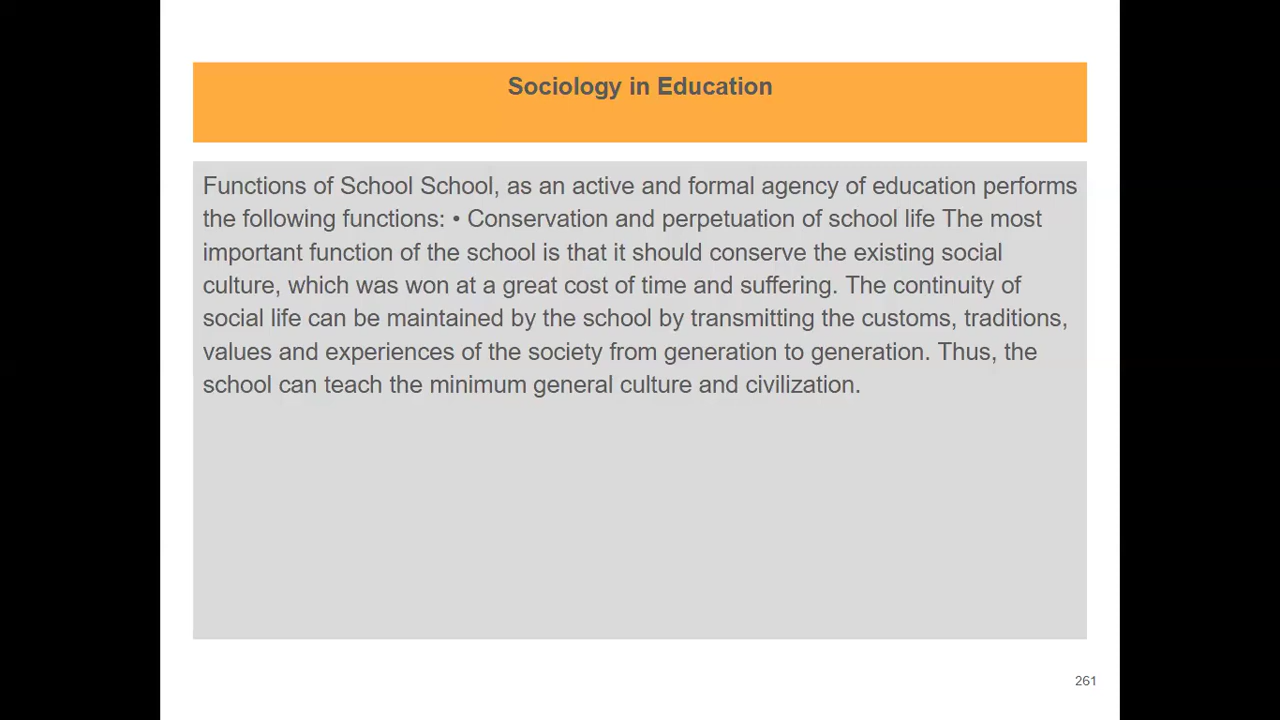 Sociology in Education
Functions of School School, as an active and formal agency of education performs
the following functions: • Conservation and perpetuation of school life The most
important function of the school is that it should conserve the existing social
culture, which was won at a great cost of time and suffering. The continuity of
social life can be maintained by the school by transmitting the customs, traditions,
values and experiences of the society from generation to generation. Thus, the
school can teach the minimum general culture and civilization.
261